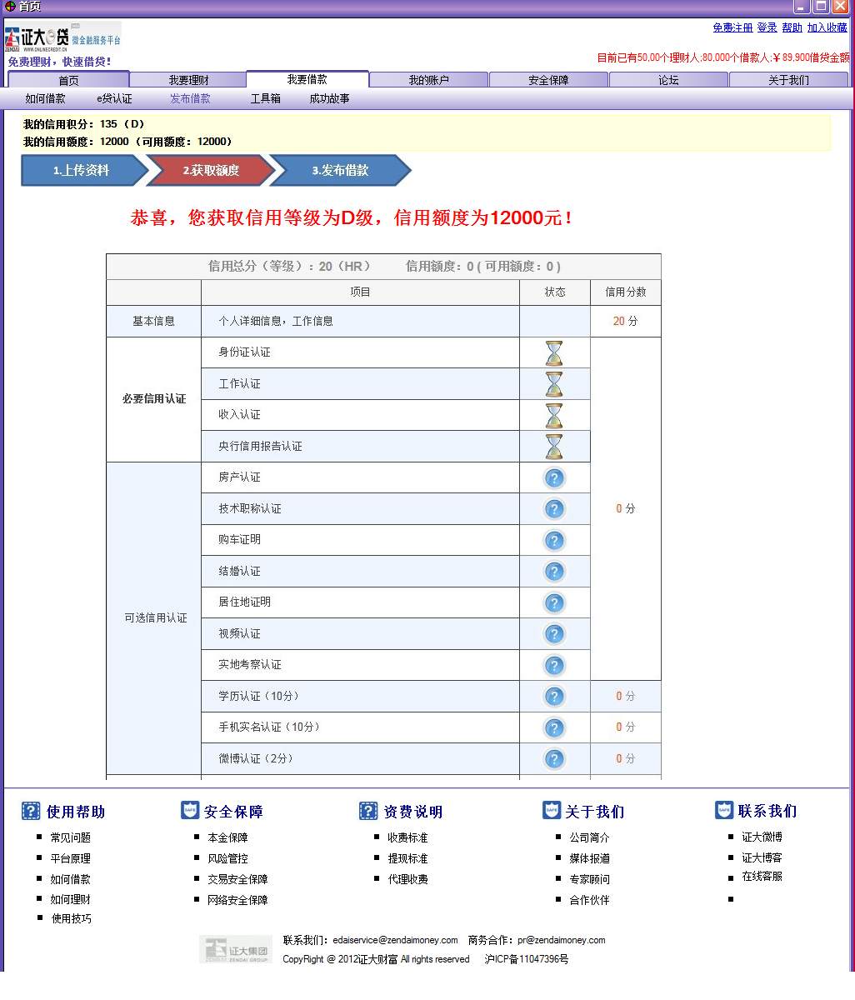 首页
证大e贷 微金融服务平台
ZENDAI WWW.ONLINECREDIT.CN
免费注册 登录 帮助 加入收藏
免费理财，快速借贷！
目前已有50,00个理财人:80,000个借款人:￥89,900借贷金额
首页 我要理财 我要借款 我的账户 安全保障 论坛 关于我们
如何借款 e贷认证 发布借款 工具箱 成功故事
我的信用积分：135（D）
我的信用额度：12000（可用额度：12000）
1.上传资料 2.获取额度 3.发布借款
恭喜，您获取信用等级为D级，信用额度为12000元！
信用总分（等级）：20（HR） 信用额度：0 ( 可用额度：0 )
项目 状态 信用分数
基本信息 个人详细信息，工作信息 20 分
身份证认证
工作认证
必要信用认证
收入认证
央行信用报告认证
房产认证
技术职称认证 0 分
购车证明
结婚认证
居住地证明
可选信用认证
视频认证
实地考察认证
学历认证（10分） 0 分
手机实名认证（10分） 0 分
微博认证（2分） 0 分
使用帮助 安全保障 资费说明 关于我们 联系我们
常见问题 本金保障 收费标准 公司简介 证大微博
平台原理 风险管控 提现标准 媒体报道 证大博客
如何借款 交易安全保障 代理收费 专家顾问 在线客服
如何理财 网络安全保障 合作伙伴
使用技巧
证大集团
ZENDAI GROUP
联系我们：edaiservice@zendaimoney.com 商务合作：pr@zendaimoney.com
CopyRight @ 2012证大财富 All rights reserved 沪ICP备11047396号